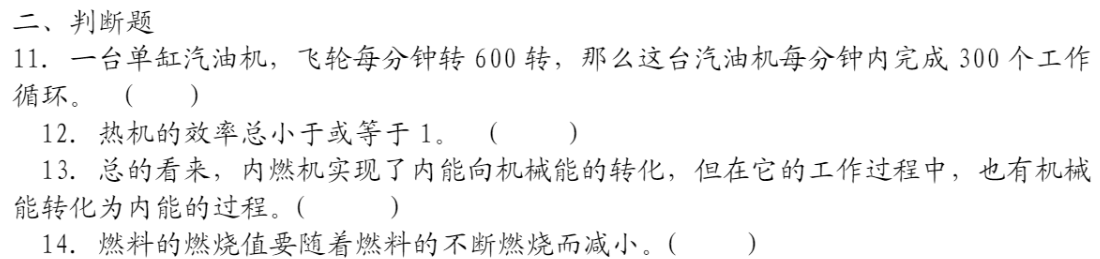 二、判断题
11. 一台单缸汽油机，飞轮每分钟转 600 转，那么这台汽油机每分钟内完成 300 个工作
循环。 (    )
12. 热机的效率总小于或等于 1。 (    )
13. 总的看来，内燃机实现了内能向机械能的转化，但在它的工作过程中，也有机械
能转化为内能的过程。(    )
14. 燃料的燃烧值要随着燃料的不断燃烧而减小。(    )